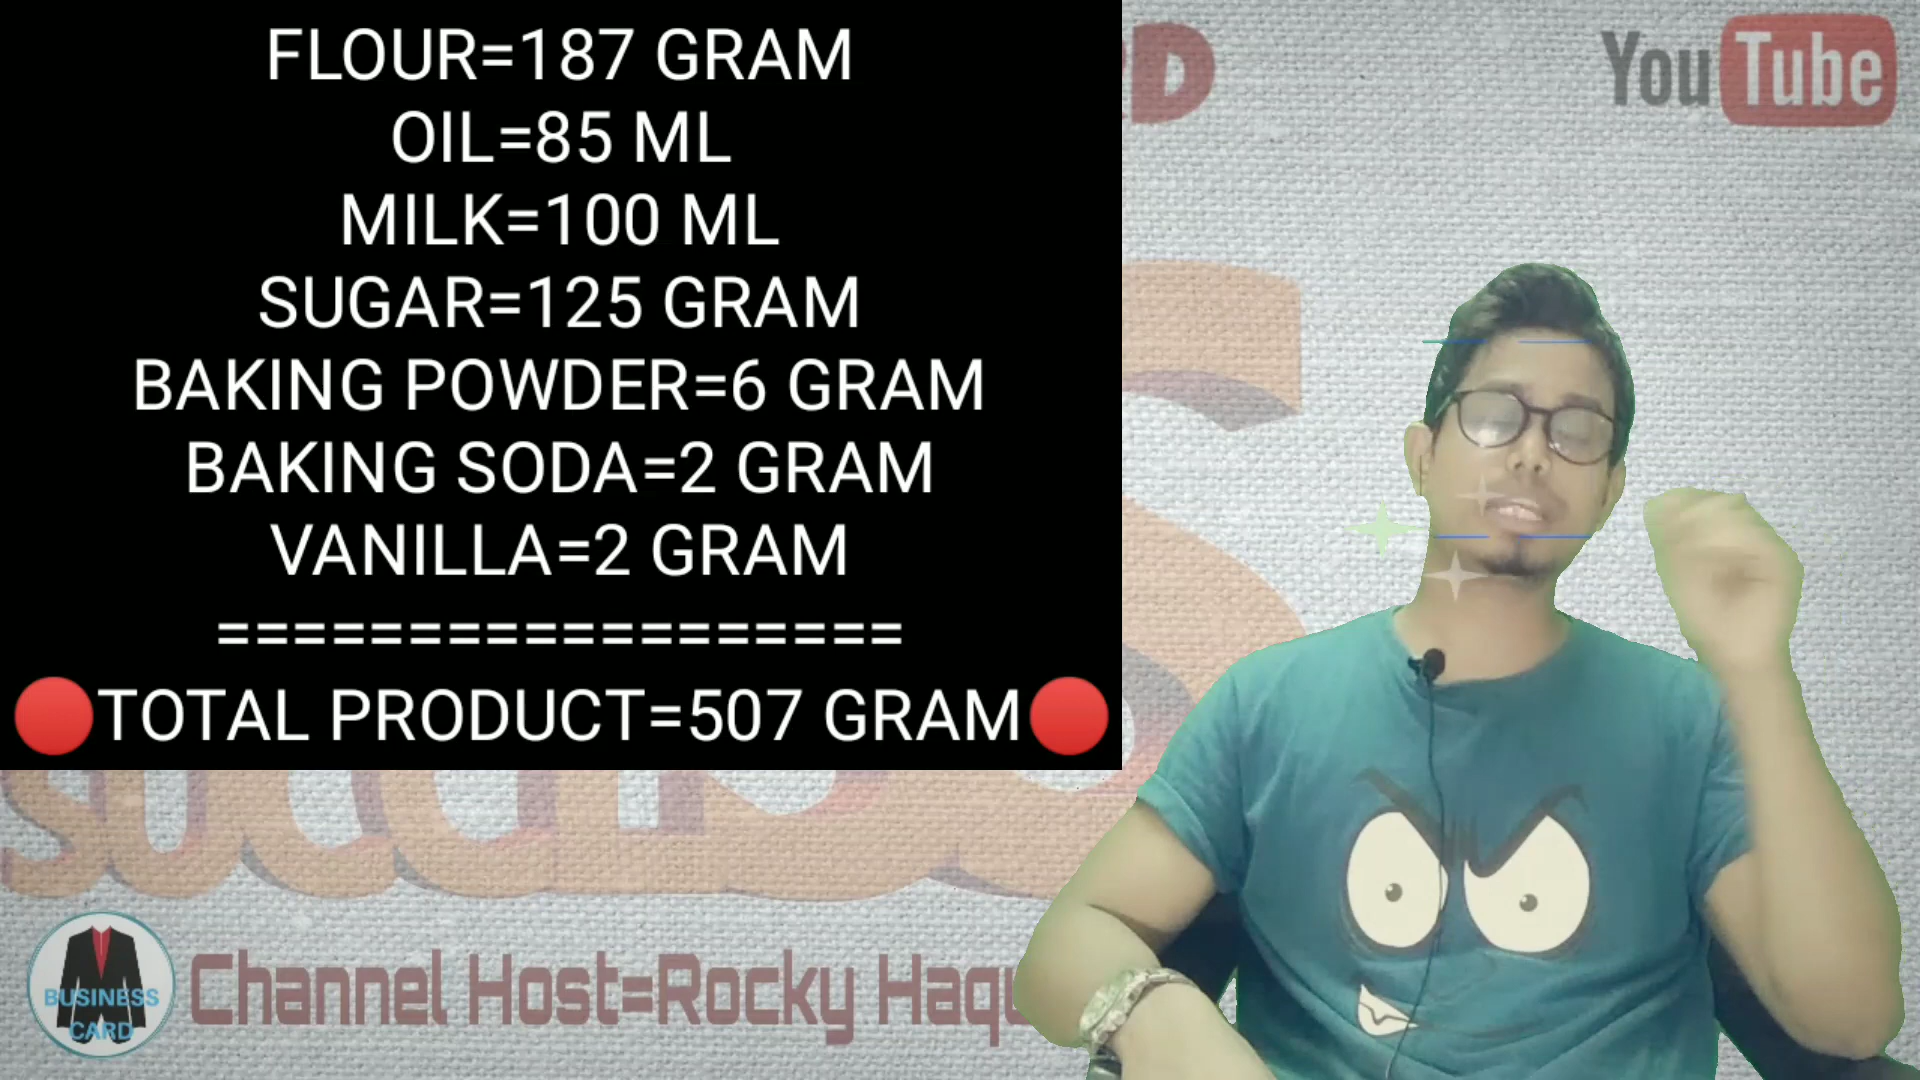 FLOUR=187 GRAM
OIL=85 ML
MILK=100 ML
SUGAR=125 GRAM
BAKING POWDER=6 GRAM
BAKING SODA=2 GRAM
VANILLA=2 GRAM
===================
🔴TOTAL PRODUCT=507 GRAM🔴
YouTube
BUSINESS
CARD
Channel Host=Rocky